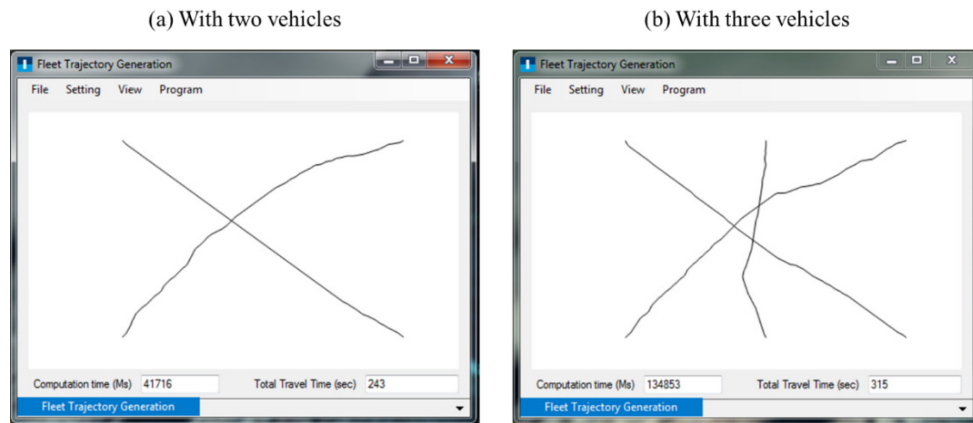 (a) With two vehicles
(b) With three vehicles
Fleet Trajectory Generation
File Setting View Program
Computation time (Ms) 41716 Total Travel Time (sec) 243
Fleet Trajectory Generation
Fleet Trajectory Generation
File Setting View Program
Computation time (Ms) 134853 Total Travel Time (sec) 315
Fleet Trajectory Generation